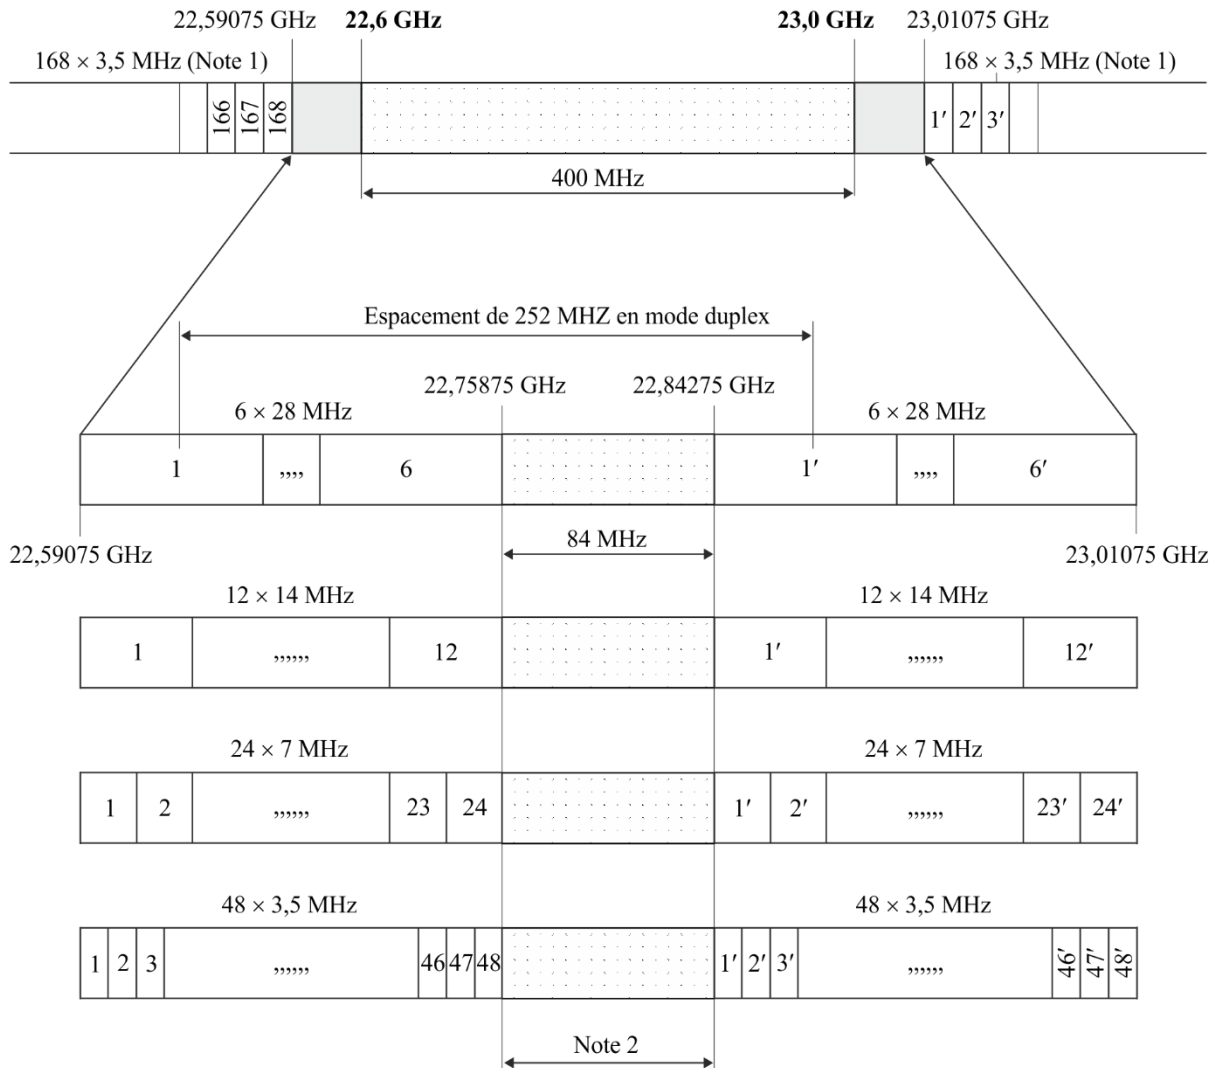 22,59075 GHz 22,6 GHz 23,0 GHz 23,01075 GHz
168 × 3,5 MHz (Note 1) 168 × 3,5 MHz (Note 1)
166 167 168 1′ 2′ 3′
400 MHz
Espacement de 252 MHZ en mode duplex
22,75875 GHz 22,84275 GHz
6 × 28 MHz 6 × 28 MHz
1 ,,,, 6 1′ ,,,, 6′
84 MHz
22,59075 GHz 23,01075 GHz
12 × 14 MHz 12 × 14 MHz
1 ,,,,,, 12 1′ ,,,,,, 12′
24 × 7 MHz 24 × 7 MHz
1 2 ,,,,,, 23 24 1′ 2′ ,,,,,, 23′ 24′
48 × 3,5 MHz 48 × 3,5 MHz
1 2 3 ,,,,,, 46 47 48 1′ 2′ 3′ ,,,,,, 46′ 47′ 48′
Note 2